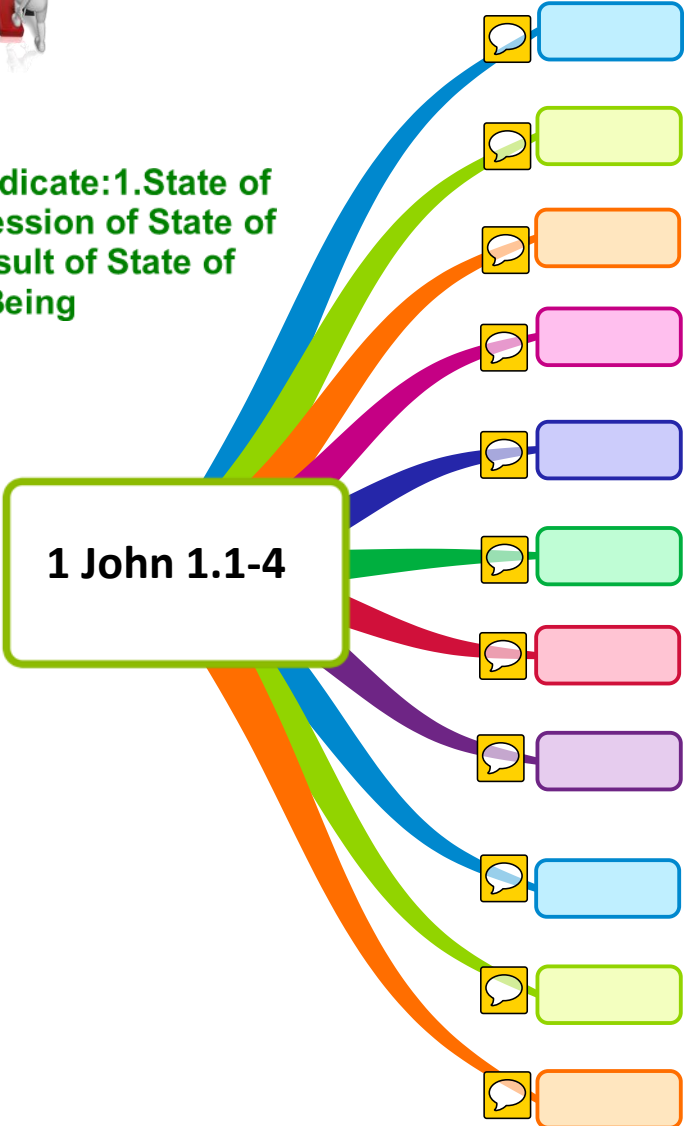 dicate:1.State of
ession of State of
sult of State of
Being
1 John 1.1-4